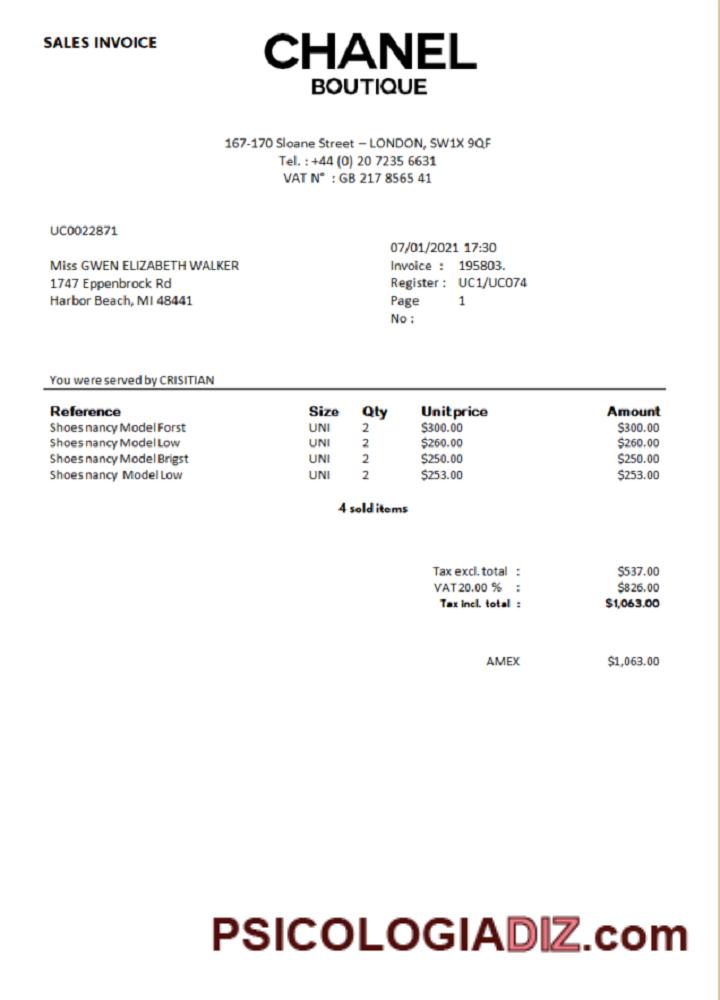 SALES INVOICE
CHANEL
BOUTIQUE
167-170 Sloane Street – LONDON, SW1X 9QF
Tel. : +44 (0) 20 7235 6631
VAT N° : GB 217 8565 41
UC0022871
07/01/2021 17:30
Miss GWEN ELIZABETH WALKER Invoice : 195803.
1747 Eppenbrock Rd Register : UC1/UC074
Harbor Beach, MI 48441 Page 1
No :
You were served by CRISITIAN
Reference Size Qty Unit price Amount
Shoes nancy Model Forst UNI 2 $300.00 $300.00
Shoes nancy Model Low UNI 2 $260.00 $260.00
Shoes nancy Model Brigst UNI 2 $250.00 $250.00
Shoes nancy Model Low UNI 2 $253.00 $253.00
4 sold items
Tax excl. total : $537.00
VAT 20.00 % : $826.00
Tax incl. total : $1,063.00
AMEX $1,063.00
PSICOLOGIADIZ.com